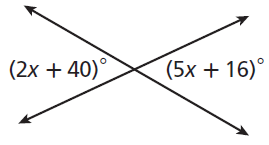 (2x + 40)° (5x + 16)°